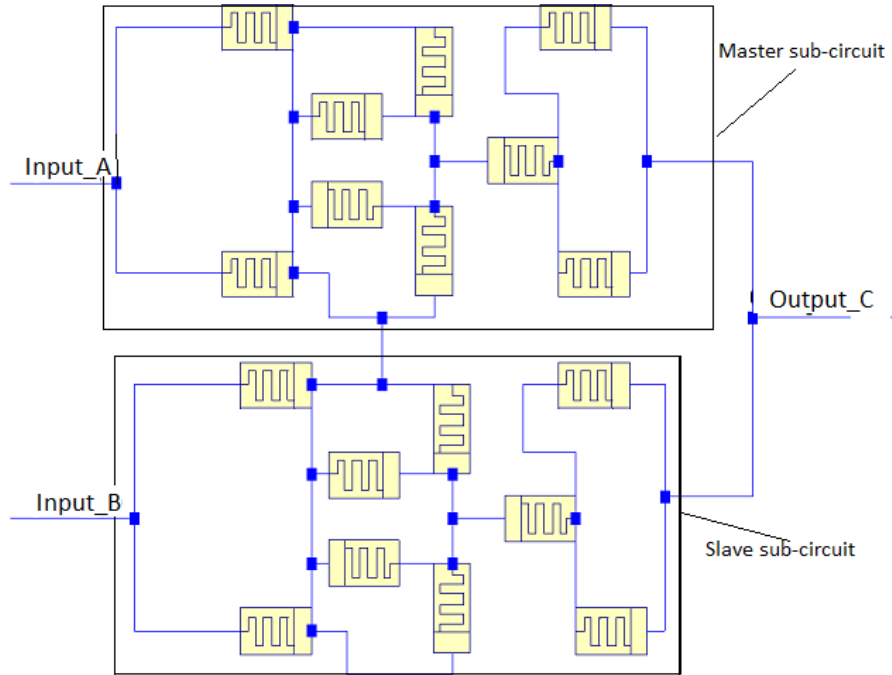 Master sub-circuit
Input_A
Output_C
Input_B
Slave sub-circuit